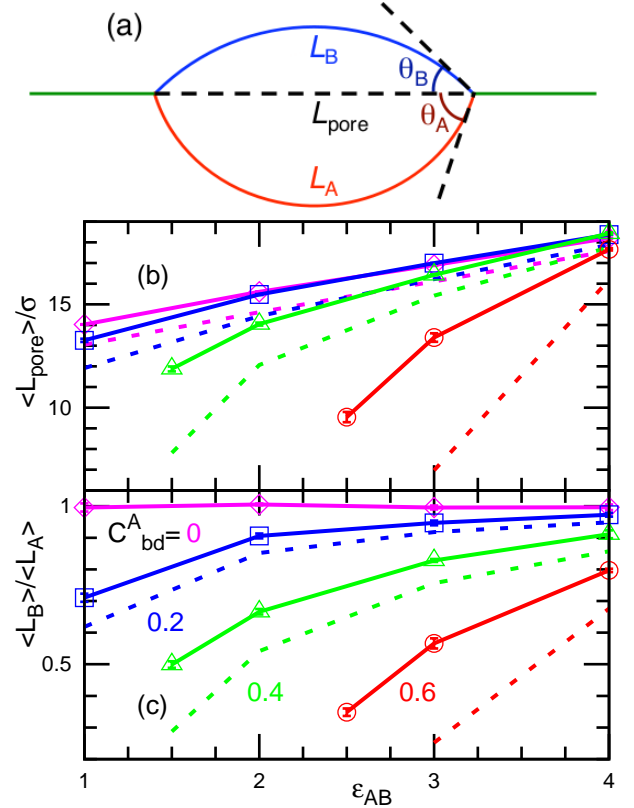 (a)
L_B
θ_B
L_pore
θ_A
L_A
(b)
<L_pore>/σ
15
10
(c)
<L_B>/<L_A>
1
0.5
C^A_bd= 0
0.2
0.4
0.6
1 2 3 4
ε_AB